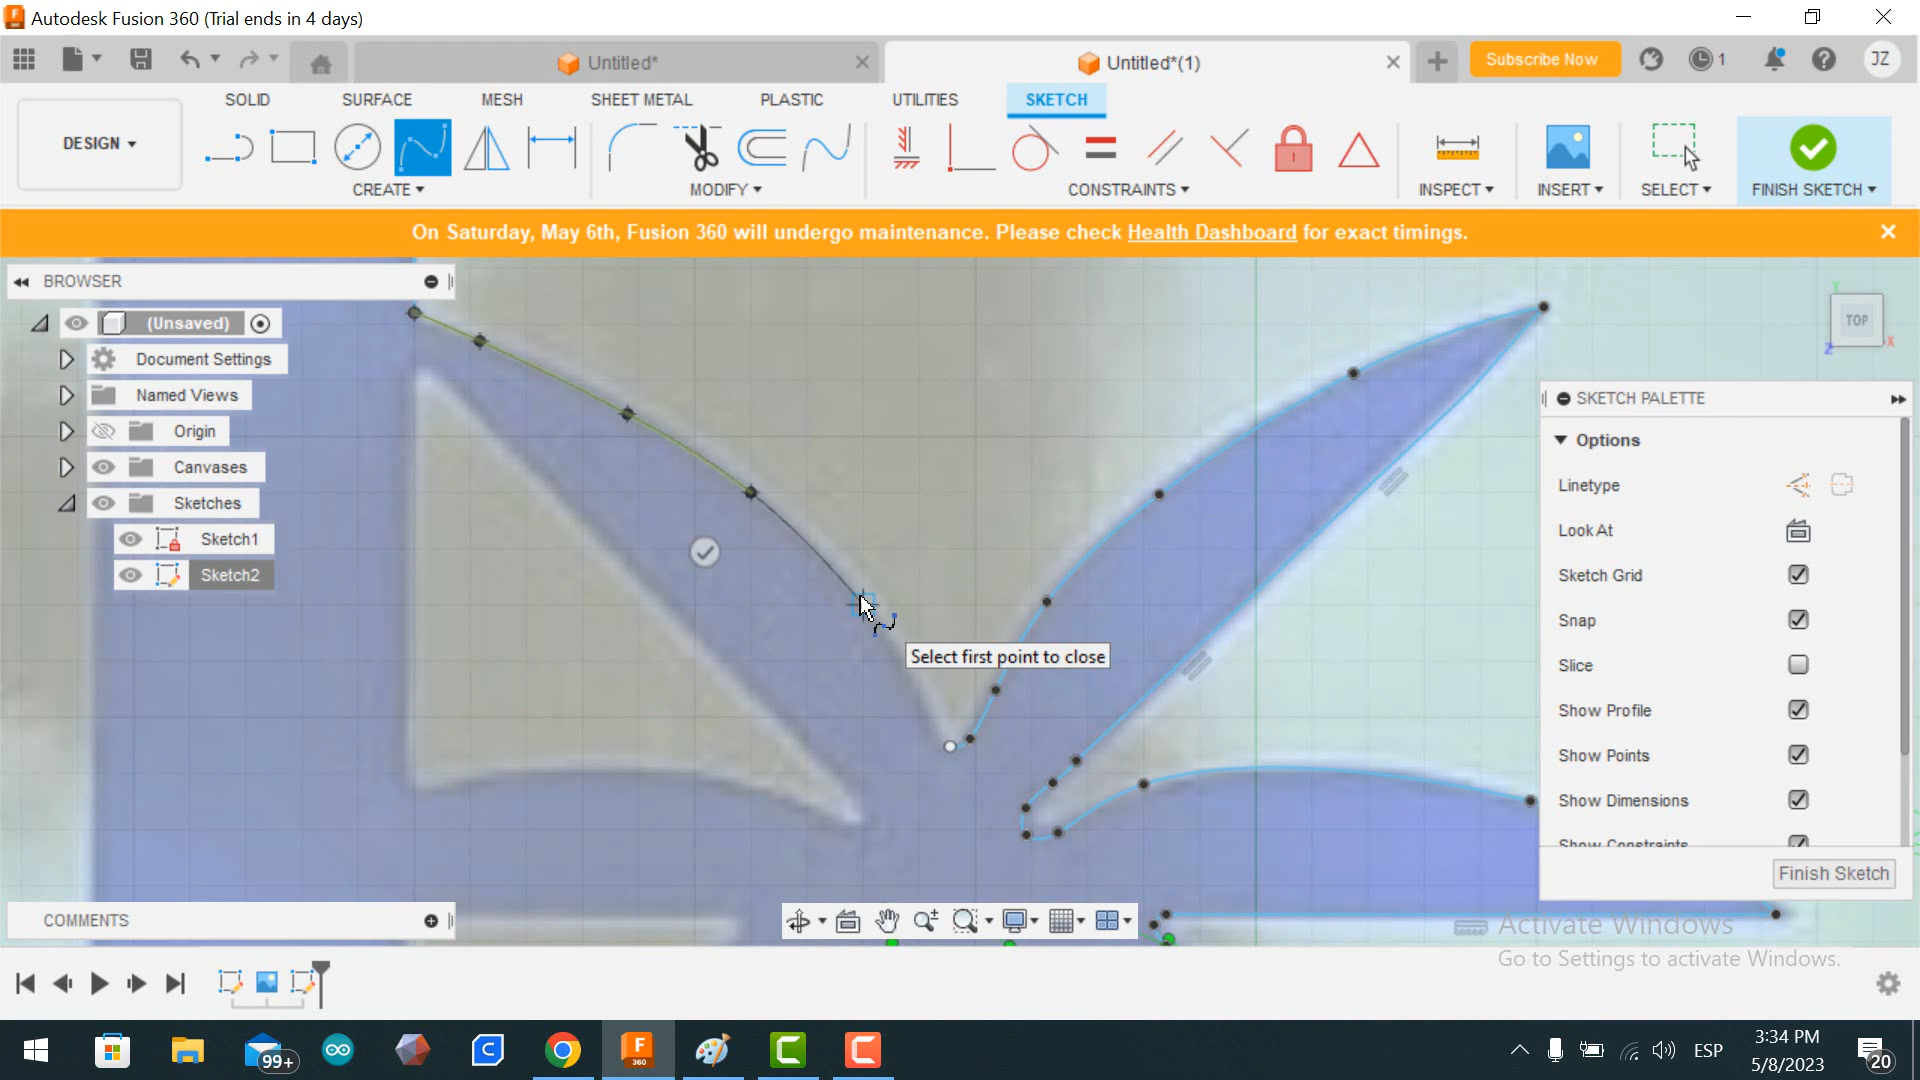 Autodesk Fusion 360 (Trial ends in 4 days)
Untitled*
Untitled*(1)
Subscribe Now
1
JZ
DESIGN
SOLID
SURFACE
MESH
SHEET METAL
PLASTIC
UTILITIES
SKETCH
CREATE
MODIFY
CONSTRAINTS
INSPECT
INSERT
SELECT
FINISH SKETCH
On Saturday, May 6th, Fusion 360 will undergo maintenance. Please check Health Dashboard for exact timings.
BROWSER
(Unsaved)
Document Settings
Named Views
Origin
Canvases
Sketches
Sketch1
Sketch2
Select first point to close
TOP
X
Z
SKETCH PALETTE
Options
Linetype
Look At
Sketch Grid
Snap
Slice
Show Profile
Show Points
Show Dimensions
Show Constraints
Finish Sketch
COMMENTS
Activate Windows
Go to Settings to activate Windows.
99+
F
360
ESP
3:34 PM
5/8/2023
20